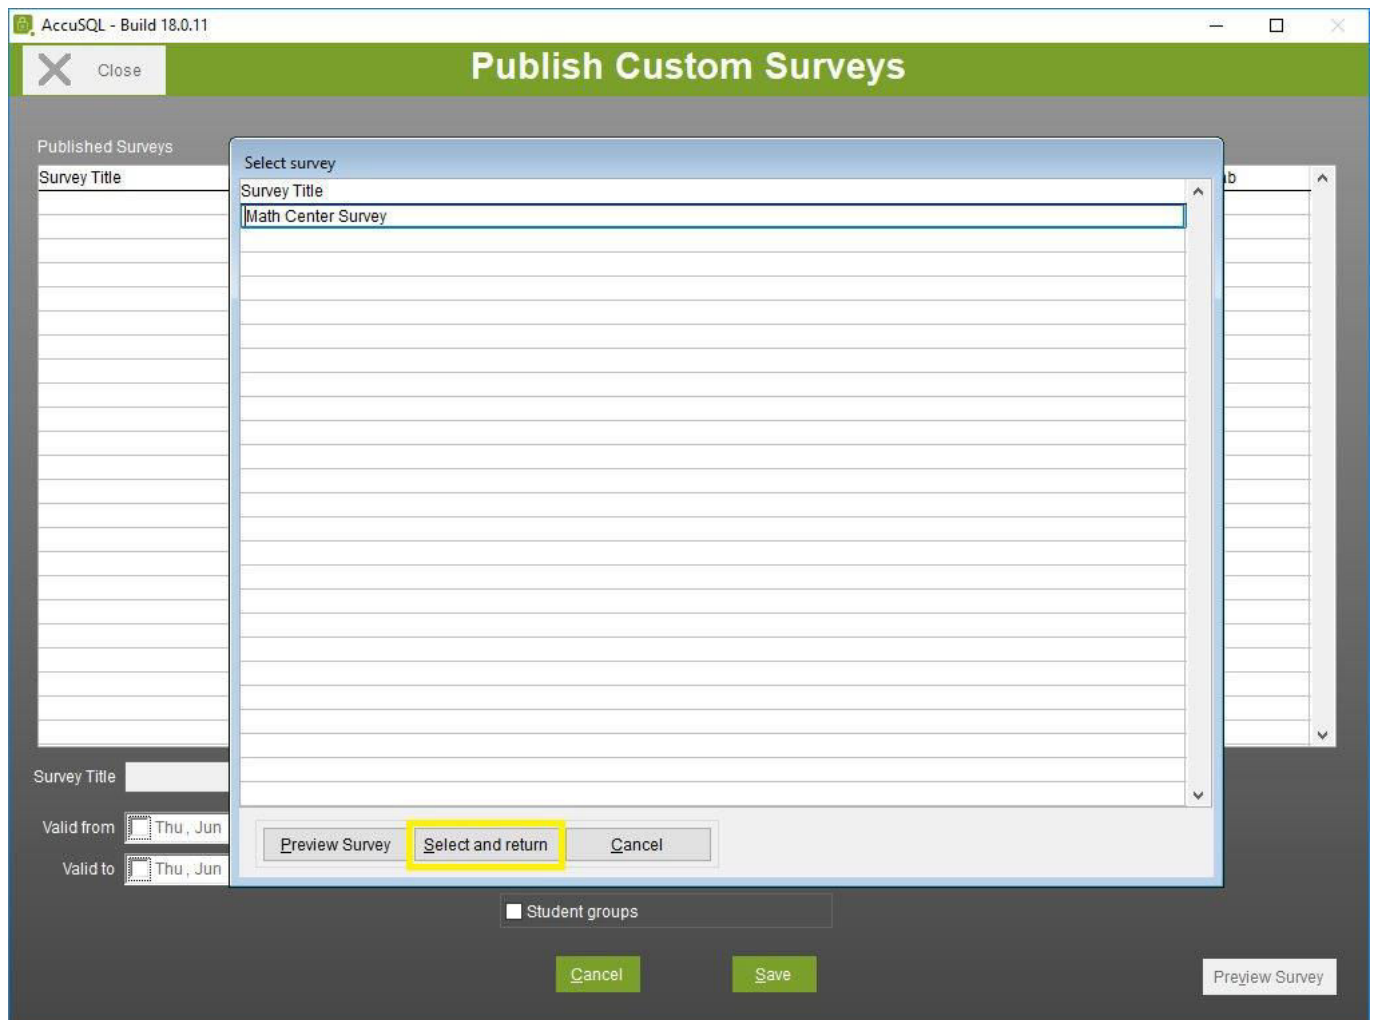 AccuSQL - Build 18.0.11
Close
Publish Custom Surveys
Published Surveys
Survey Title
Select survey
Survey Title
Math Center Survey
Survey Title
Valid from
Thu , Jun
Valid to
Thu , Jun
Preview Survey
Select and return
Cancel
Student groups
Cancel
Save
Preview Survey